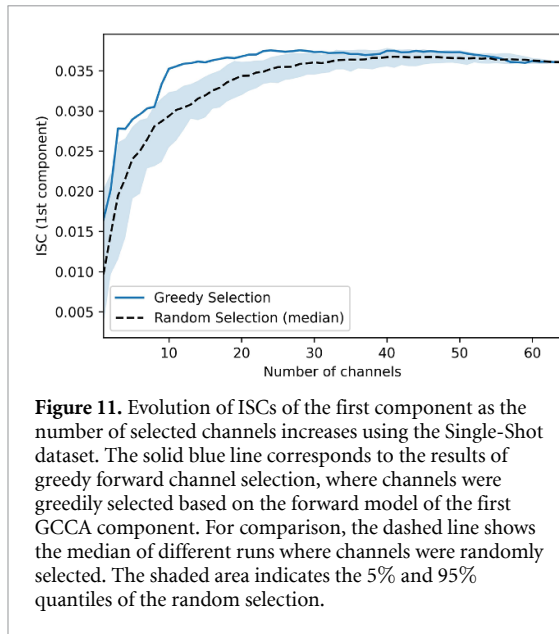 0.035
0.030
0.025
0.020
0.015
0.010
0.005
ISC (1st component)
Greedy Selection
Random Selection (median)
10 20 30 40 50 60
Number of channels
Figure 11. Evolution of ISCs of the first component as the
number of selected channels increases using the Single-Shot
dataset. The solid blue line corresponds to the results of
greedy forward channel selection, where channels were
greedily selected based on the forward model of the first
GCCA component. For comparison, the dashed line shows
the median of different runs where channels were randomly
selected. The shaded area indicates the 5% and 95%
quantiles of the random selection.